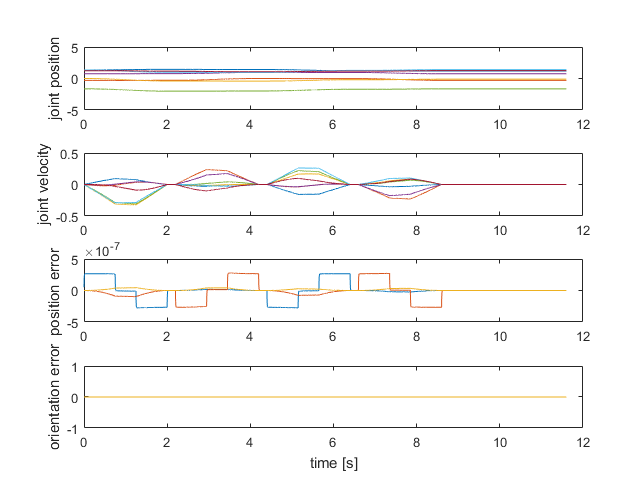 joint position
5
0
-5
0 2 4 6 8 10 12
joint velocity
0.5
0
-0.5
0 2 4 6 8 10 12
×10-7
position error
5
0
-5
0 2 4 6 8 10 12
orientation error
1
0
-1
0 2 4 6 8 10 12
time [s]